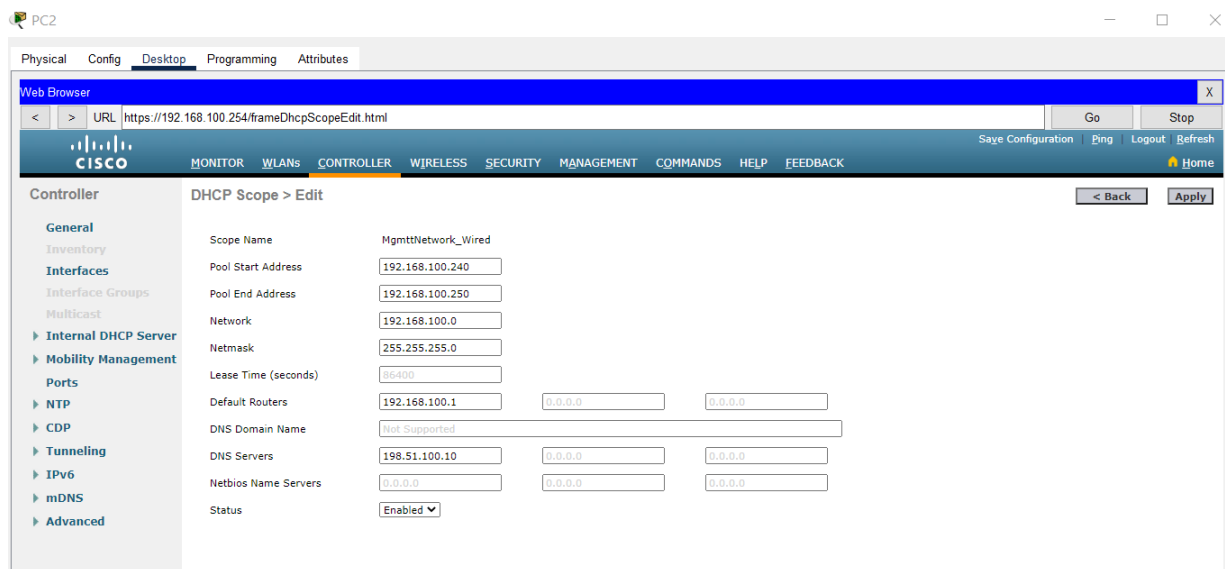 PC2
Physical Config Desktop Programming Attributes
Web Browser X
< > URL https://192.168.100.254/frameDhcpScopeEdit.html Go Stop
Save Configuration Ping Logout Refresh
CISCO MONITOR WLANs CONTROLLER WIRELESS SECURITY MANAGEMENT COMMANDS HELP FEEDBACK Home
Controller
General
Inventory
Interfaces
Interface Groups
Multicast
Internal DHCP Server
Mobility Management
Ports
NTP
CDP
Tunneling
IPv6
mDNS
Advanced
DHCP Scope > Edit < Back Apply
Scope Name MgmttNetwork_Wired
Pool Start Address 192.168.100.240
Pool End Address 192.168.100.250
Network 192.168.100.0
Netmask 255.255.255.0
Lease Time (seconds) 86400
Default Routers 192.168.100.1 0.0.0.0 0.0.0.0
DNS Domain Name Not Supported
DNS Servers 198.51.100.10 0.0.0.0 0.0.0.0
Netbios Name Servers 0.0.0.0 0.0.0.0 0.0.0.0
Status Enabled